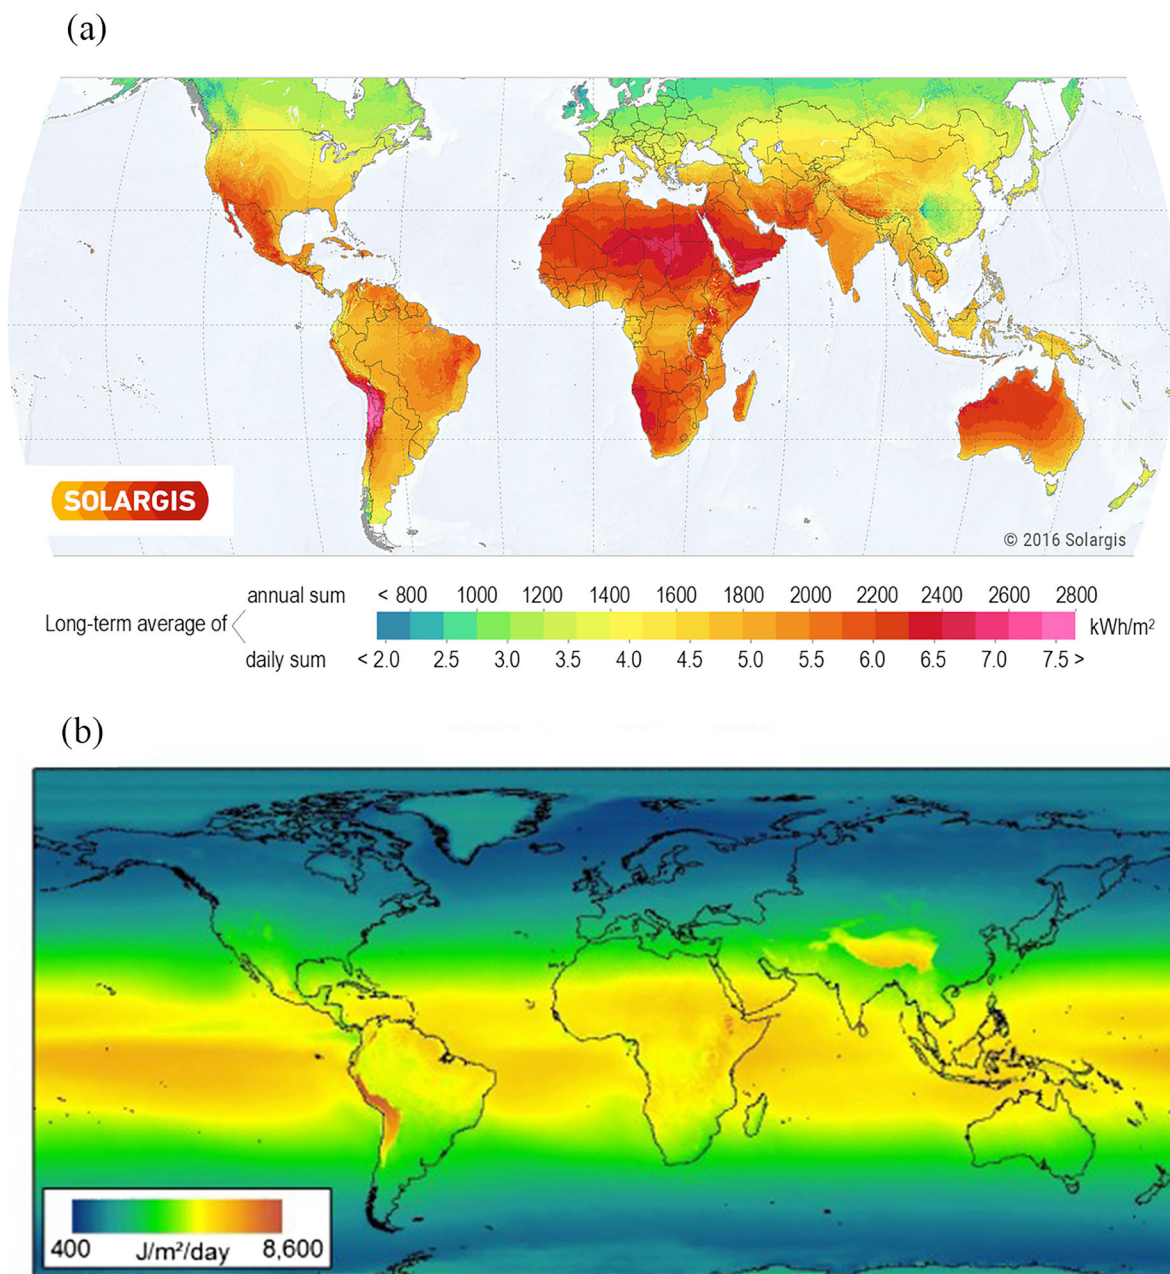 (a)
SOLARGIS
© 2016 Solargis
annual sum < 800 1000 1200 1400 1600 1800 2000 2200 2400 2600 2800
Long-term average of
kWh/m²
daily sum < 2.0 2.5 3.0 3.5 4.0 4.5 5.0 5.5 6.0 6.5 7.0 7.5 >
(b)
400 J/m²/day 8,600